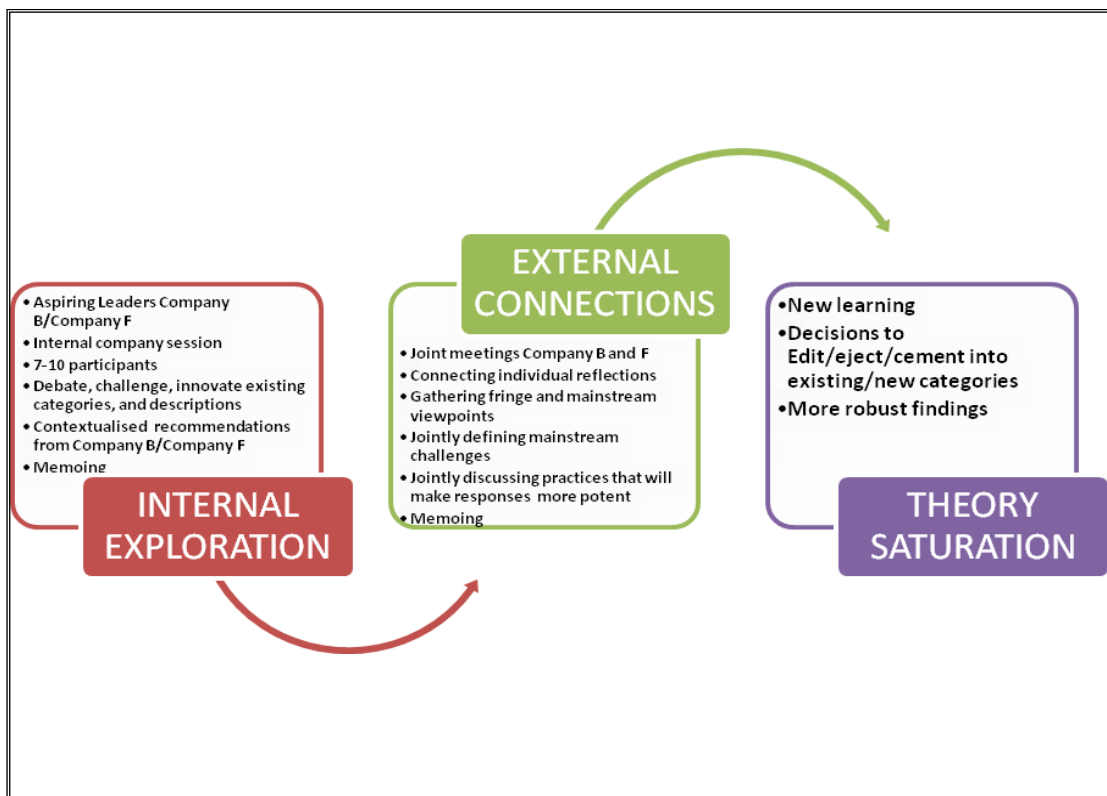 • Aspiring Leaders Company
B/Company F
• Internal company session
• 7-10 participants
• Debate, challenge, innovate existing
categories, and descriptions
• Contextualised recommendations
from Company B/Company F
• Memoing
INTERNAL
EXPLORATION
EXTERNAL
CONNECTIONS
• Joint meetings Company B and F
• Connecting individual reflections
• Gathering fringe and mainstream
viewpoints
• Jointly defining mainstream
challenges
• Jointly discussing practices that will
make responses more potent
• Memoing
•New learning
•Decisions to
Edit/eject/cement into
existing/new categories
•More robust findings
THEORY
SATURATION